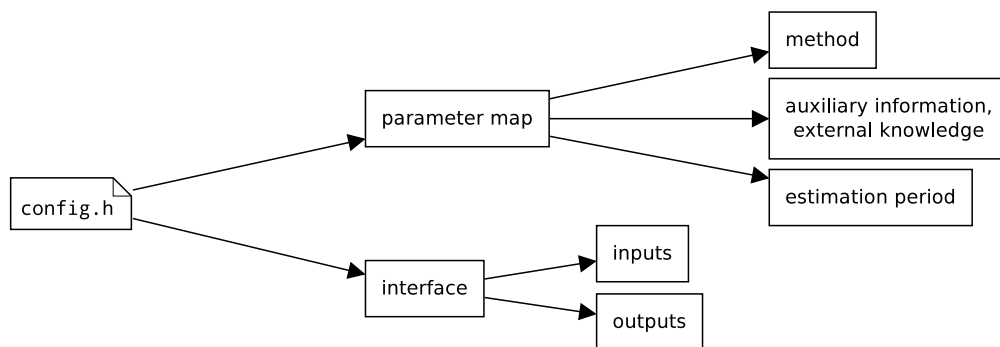 method
parameter map
auxiliary information,
external knowledge
config.h
estimation period
inputs
interface
outputs